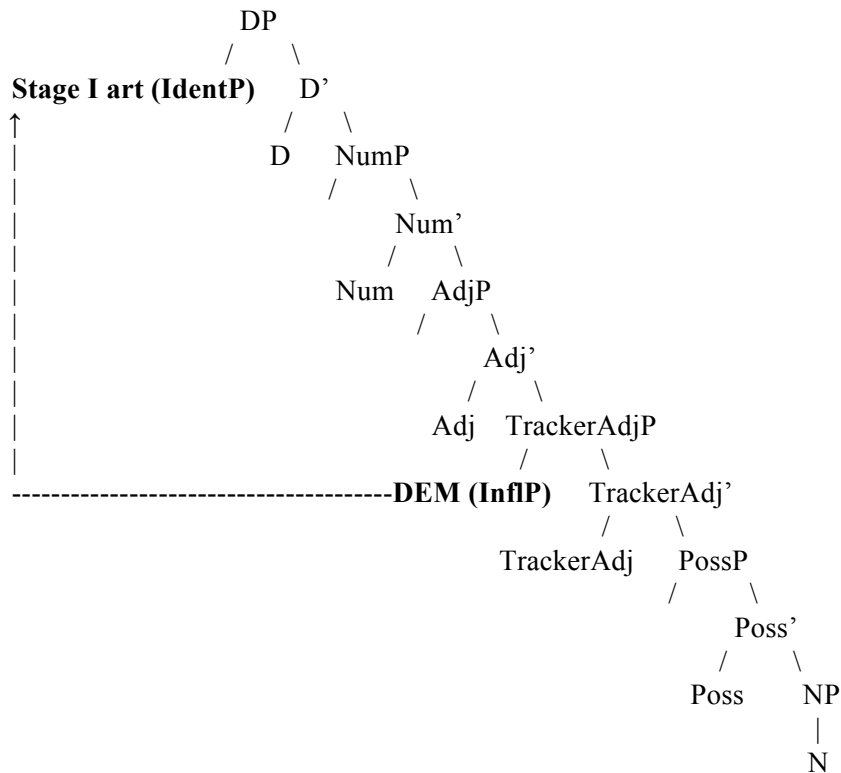 DP
Stage I art (IdentP) D’
D NumP
Num’
Num AdjP
Adj’
Adj TrackerAdjP
DEM (InflP) TrackerAdj’
TrackerAdj PossP
Poss’
Poss NP
N